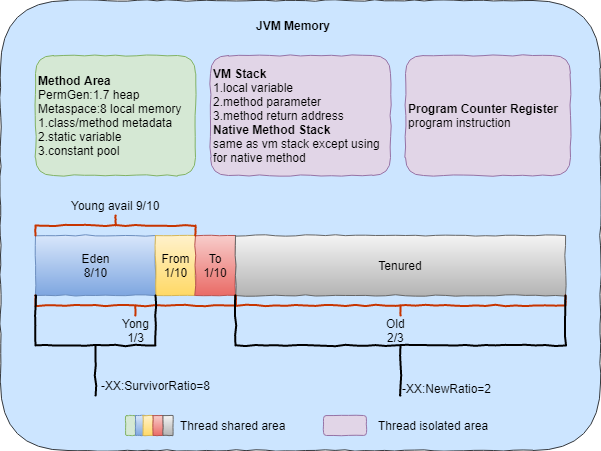 JVM Memory
Method Area
PermGen:1.7 heap
Metaspace:8 local memory
1.class/method metadata
2.static variable
3.constant pool
VM Stack
1.local variable
2.method parameter
3.method return address
Native Method Stack
same as vm stack except using
for native method
Program Counter Register
program instruction
Young avail 9/10
Eden
8/10
From
1/10
To
1/10
Tenured
Yong
1/3
Old
2/3
-XX:SurvivorRatio=8
-XX:NewRatio=2
Thread shared area
Thread isolated area